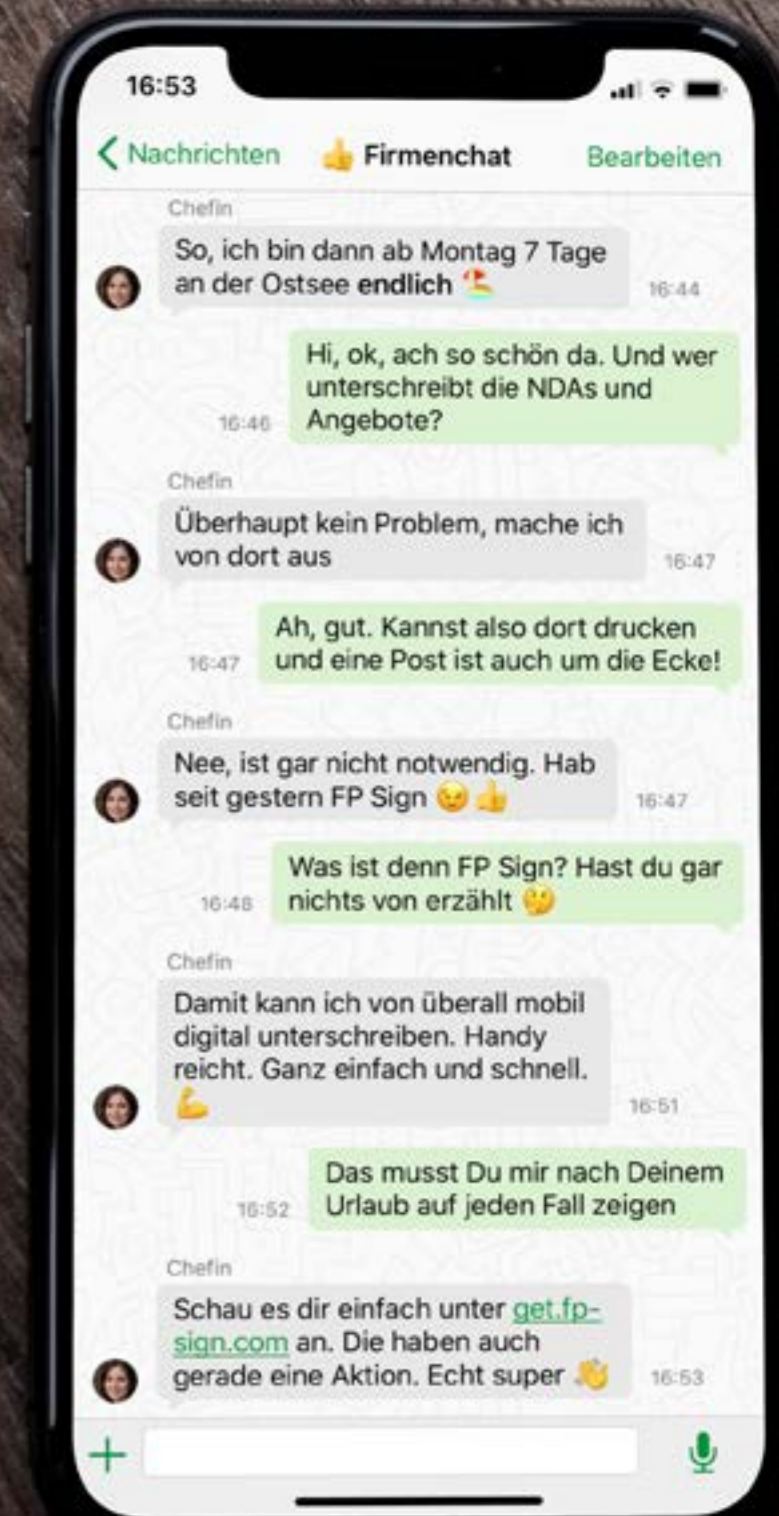 16:53
Nachrichten 👍 Firmenchat Bearbeiten
Chefin
So, ich bin dann ab Montag 7 Tage
an der Ostsee endlich 🏖️
16:44
Hi, ok, ach so schön da. Und wer
unterschreibt die NDAs und
Angebote?
16:46
Chefin
Überhaupt kein Problem, mache ich
von dort aus
16:47
Ah, gut. Kannst also dort drucken
und eine Post ist auch um die Ecke!
16:47
Chefin
Nee, ist gar nicht notwendig. Hab
seit gestern FP Sign 😉👍
16:47
Was ist denn FP Sign? Hast du gar
nichts von erzählt 🤔
16:48
Chefin
Damit kann ich von überall mobil
digital unterschreiben. Handy
reicht. Ganz einfach und schnell.
💪
16:51
Das musst Du mir nach Deinem
Urlaub auf jeden Fall zeigen
16:52
Chefin
Schau es dir einfach unter get.fp-
sign.com an. Die haben auch
gerade eine Aktion. Echt super 👏
16:53